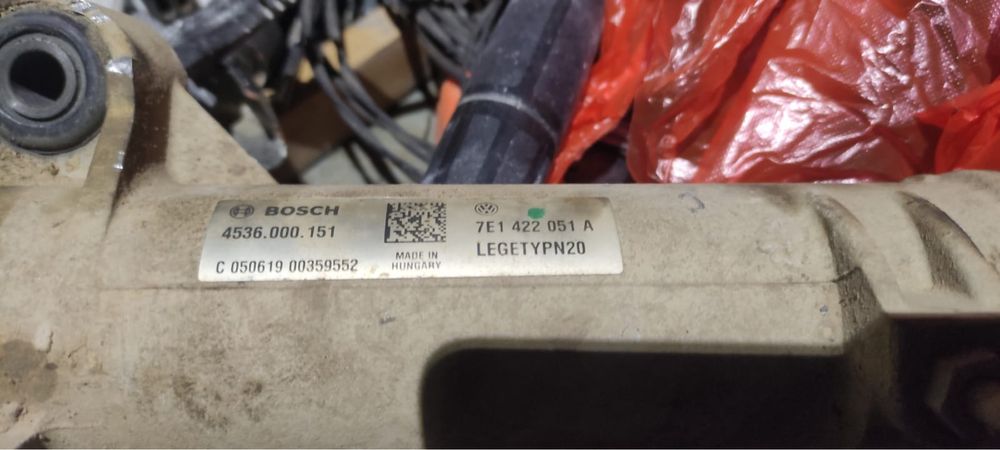 BOSCH
4536.000.151
C 050619 00359552
MADE IN
HUNGARY
7E1 422 051 A
LEGETYPN20